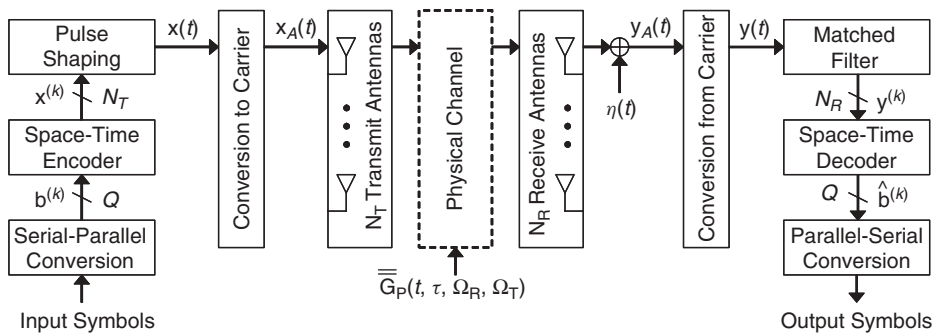 Pulse
Shaping
x(t)
Conversion to Carrier
x_A(t)
N_T Transmit Antennas
Physical Channel
N_R Receive Antennas
y_A(t)
η(t)
Conversion from Carrier
y(t)
Matched
Filter
x^(k) N_T
N_R y^(k)
Space-Time
Encoder
Space-Time
Decoder
b^(k) Q
Q b̂^(k)
Serial-Parallel
Conversion
Parallel-Serial
Conversion
G̿_P(t, τ, Ω_R, Ω_T)
Input Symbols
Output Symbols